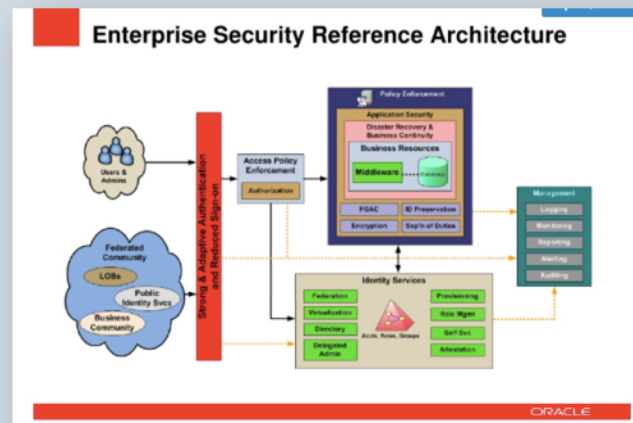 Enterprise Security Reference Architecture
Users &
Admins
Federated
Community
LOBs
Public
Identity Svcs
Business
Community
Strong & Adaptive Authentication
and Reduced Sign-on
Access Policy
Enforcement
Authorization
Policy Enforcement
Application Security
Disaster Recovery &
Business Continuity
Business Resources
Middleware
Database
FGAC
ID Preservation
Encryption
Sep'n of Duties
Identity Services
Federation
Virtualization
Directory
Delegated
Admin
Accts, Roles, Groups
Provisioning
Role Mgmt
Self Svc
Attestation
Management
Logging
Monitoring
Reporting
Alerting
Auditing
ORACLE